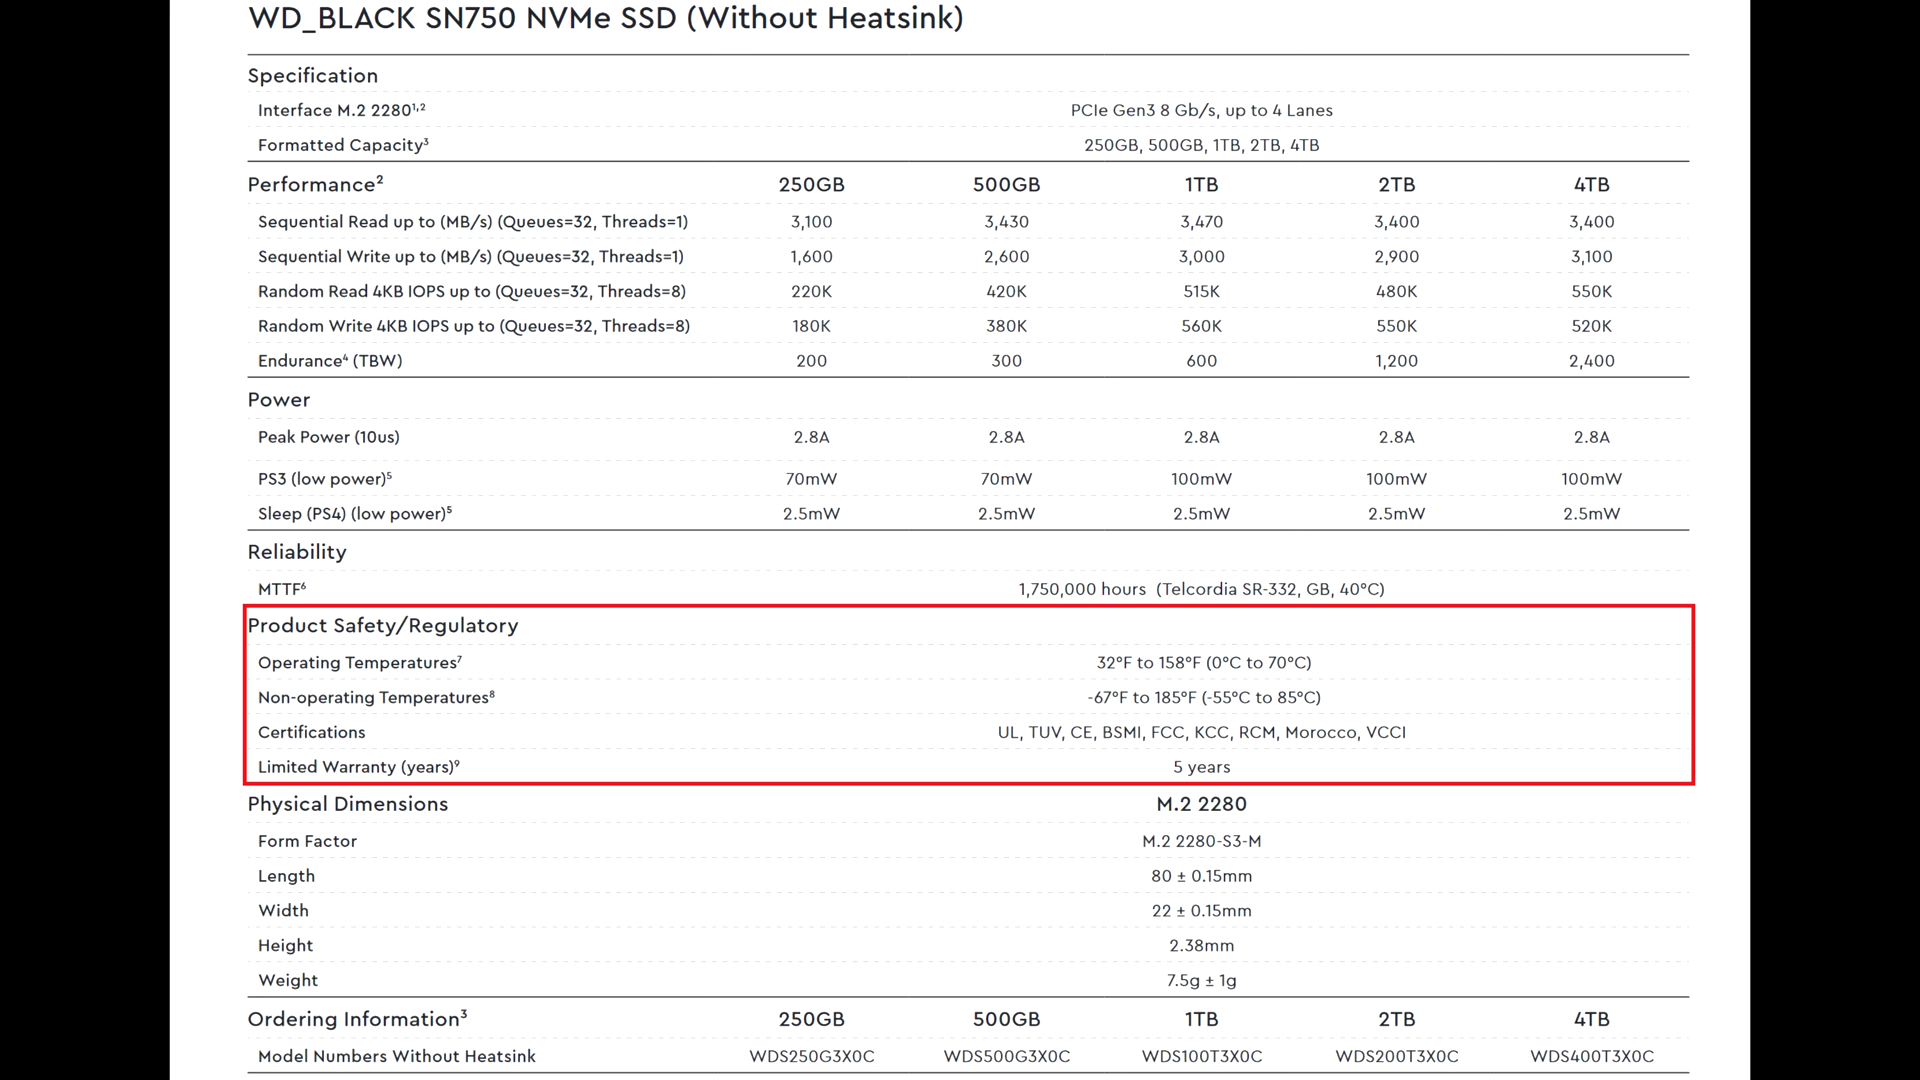 WD_BLACK SN750 NVMe SSD (Without Heatsink)
Specification
Interface M.2 2280¹,² PCIe Gen3 8 Gb/s, up to 4 Lanes
Formatted Capacity³ 250GB, 500GB, 1TB, 2TB, 4TB
Performance² 250GB 500GB 1TB 2TB 4TB
Sequential Read up to (MB/s) (Queues=32, Threads=1) 3,100 3,430 3,470 3,400 3,400
Sequential Write up to (MB/s) (Queues=32, Threads=1) 1,600 2,600 3,000 2,900 3,100
Random Read 4KB IOPS up to (Queues=32, Threads=8) 220K 420K 515K 480K 550K
Random Write 4KB IOPS up to (Queues=32, Threads=8) 180K 380K 560K 550K 520K
Endurance⁴ (TBW) 200 300 600 1,200 2,400
Power
Peak Power (10us) 2.8A 2.8A 2.8A 2.8A 2.8A
PS3 (low power)⁵ 70mW 70mW 100mW 100mW 100mW
Sleep (PS4) (low power)⁵ 2.5mW 2.5mW 2.5mW 2.5mW 2.5mW
Reliability
MTTF⁶ 1,750,000 hours (Telcordia SR-332, GB, 40°C)
Product Safety/Regulatory
Operating Temperatures⁷ 32°F to 158°F (0°C to 70°C)
Non-operating Temperatures⁸ -67°F to 185°F (-55°C to 85°C)
Certifications UL, TUV, CE, BSMI, FCC, KCC, RCM, Morocco, VCCI
Limited Warranty (years)⁹ 5 years
Physical Dimensions M.2 2280
Form Factor M.2 2280-S3-M
Length 80 ± 0.15mm
Width 22 ± 0.15mm
Height 2.38mm
Weight 7.5g ± 1g
Ordering Information³ 250GB 500GB 1TB 2TB 4TB
Model Numbers Without Heatsink WDS250G3X0C WDS500G3X0C WDS100T3X0C WDS200T3X0C WDS400T3X0C